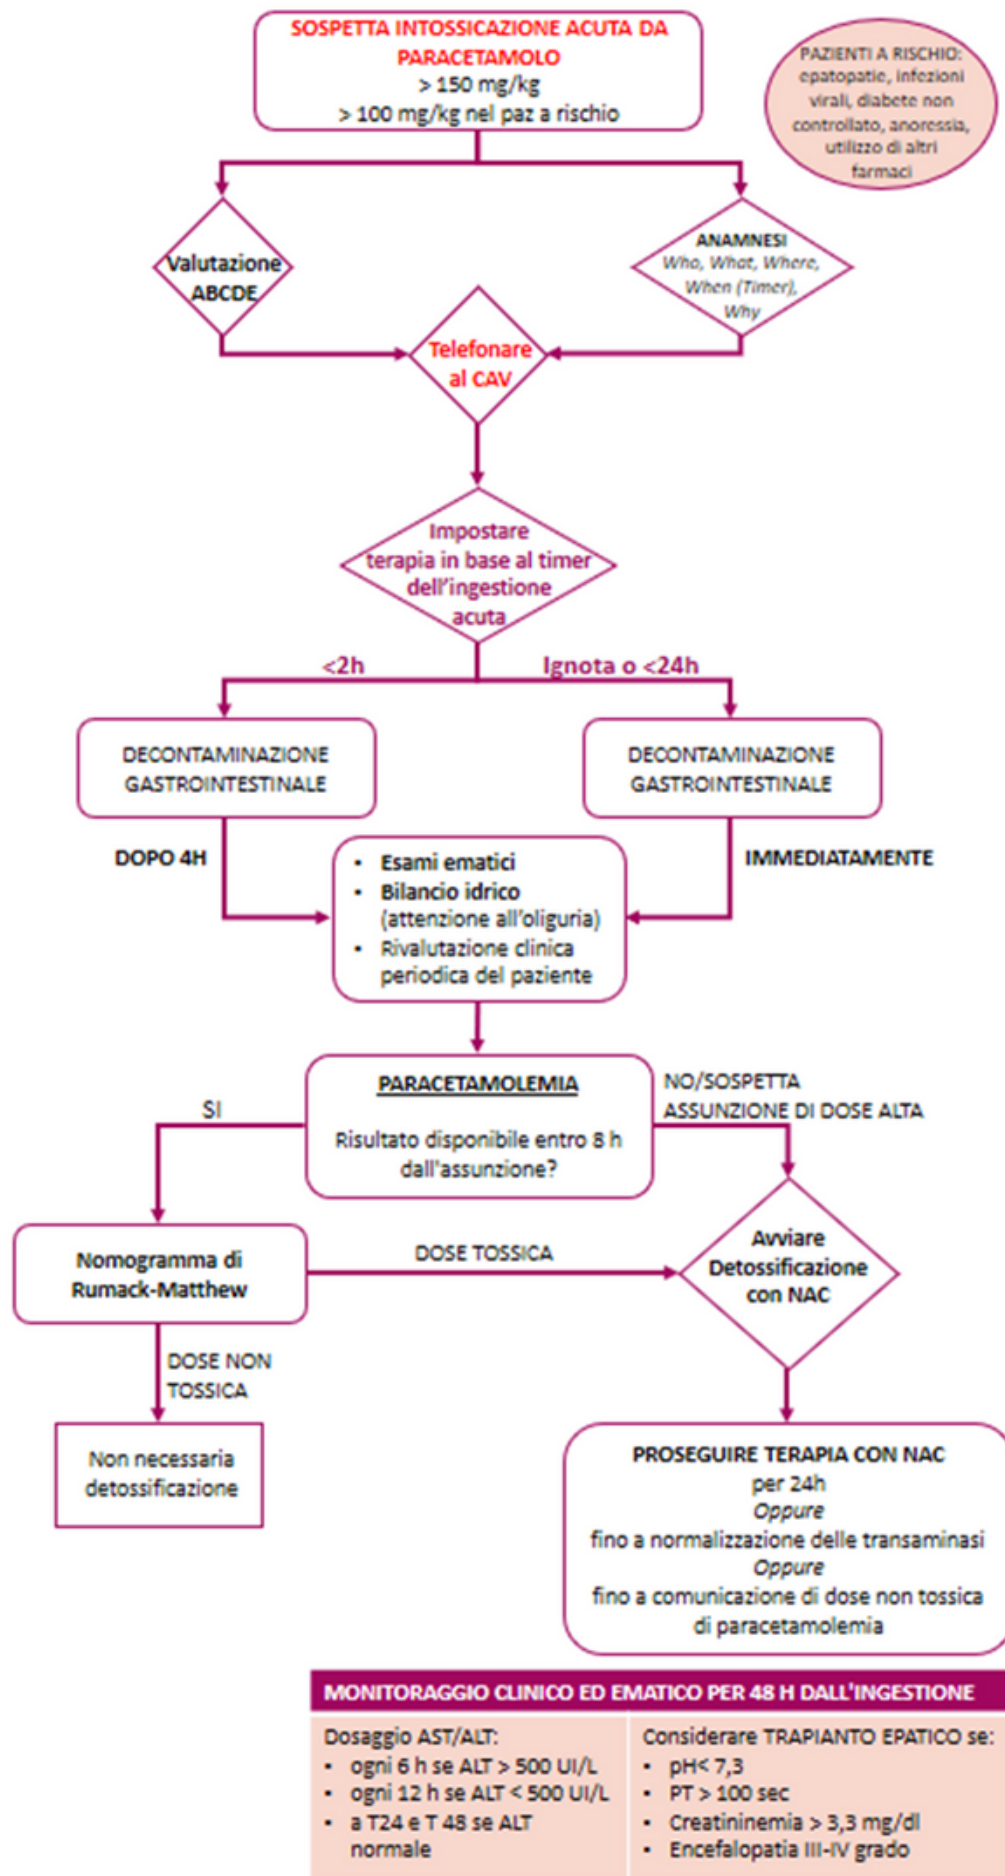 SOSPETTA INTOSSICAZIONE ACUTA DA
PARACETAMOLO
> 150 mg/kg
> 100 mg/kg nel paz a rischio
PAZIENTI A RISCHIO:
epatopatie, infezioni
virali, diabete non
controllato, anoressia,
utilizzo di altri
farmaci
Valutazione
ABCDE
ANAMNESI
Who, What, Where,
When (Timer),
Why
Telefonare
al CAV
Impostare
terapia in base al timer
dell'ingestione
acuta
<2h
Ignota o <24h
DECONTAMINAZIONE
GASTROINTESTINALE
DECONTAMINAZIONE
GASTROINTESTINALE
DOPO 4H
IMMEDIATAMENTE
• Esami ematici
• Bilancio idrico
(attenzione all'oliguria)
• Rivalutazione clinica
periodica del paziente
PARACETAMOLEMIA
Risultato disponibile entro 8 h
dall'assunzione?
SI
NO/SOSPETTA
ASSUNZIONE DI DOSE ALTA
Nomogramma di
Rumack-Matthew
DOSE TOSSICA
Avviare
Detossificazione
con NAC
DOSE NON
TOSSICA
Non necessaria
detossificazione
PROSEGUIRE TERAPIA CON NAC
per 24h
Oppure
fino a normalizzazione delle transaminasi
Oppure
fino a comunicazione di dose non tossica
di paracetamolemia
MONITORAGGIO CLINICO ED EMATICO PER 48 H DALL'INGESTIONE
Dosaggio AST/ALT:
• ogni 6 h se ALT > 500 UI/L
• ogni 12 h se ALT < 500 UI/L
• a T24 e T 48 se ALT
normale
Considerare TRAPIANTO EPATICO se:
• pH< 7,3
• PT > 100 sec
• Creatininemia > 3,3 mg/dl
• Encefalopatia III-IV grado